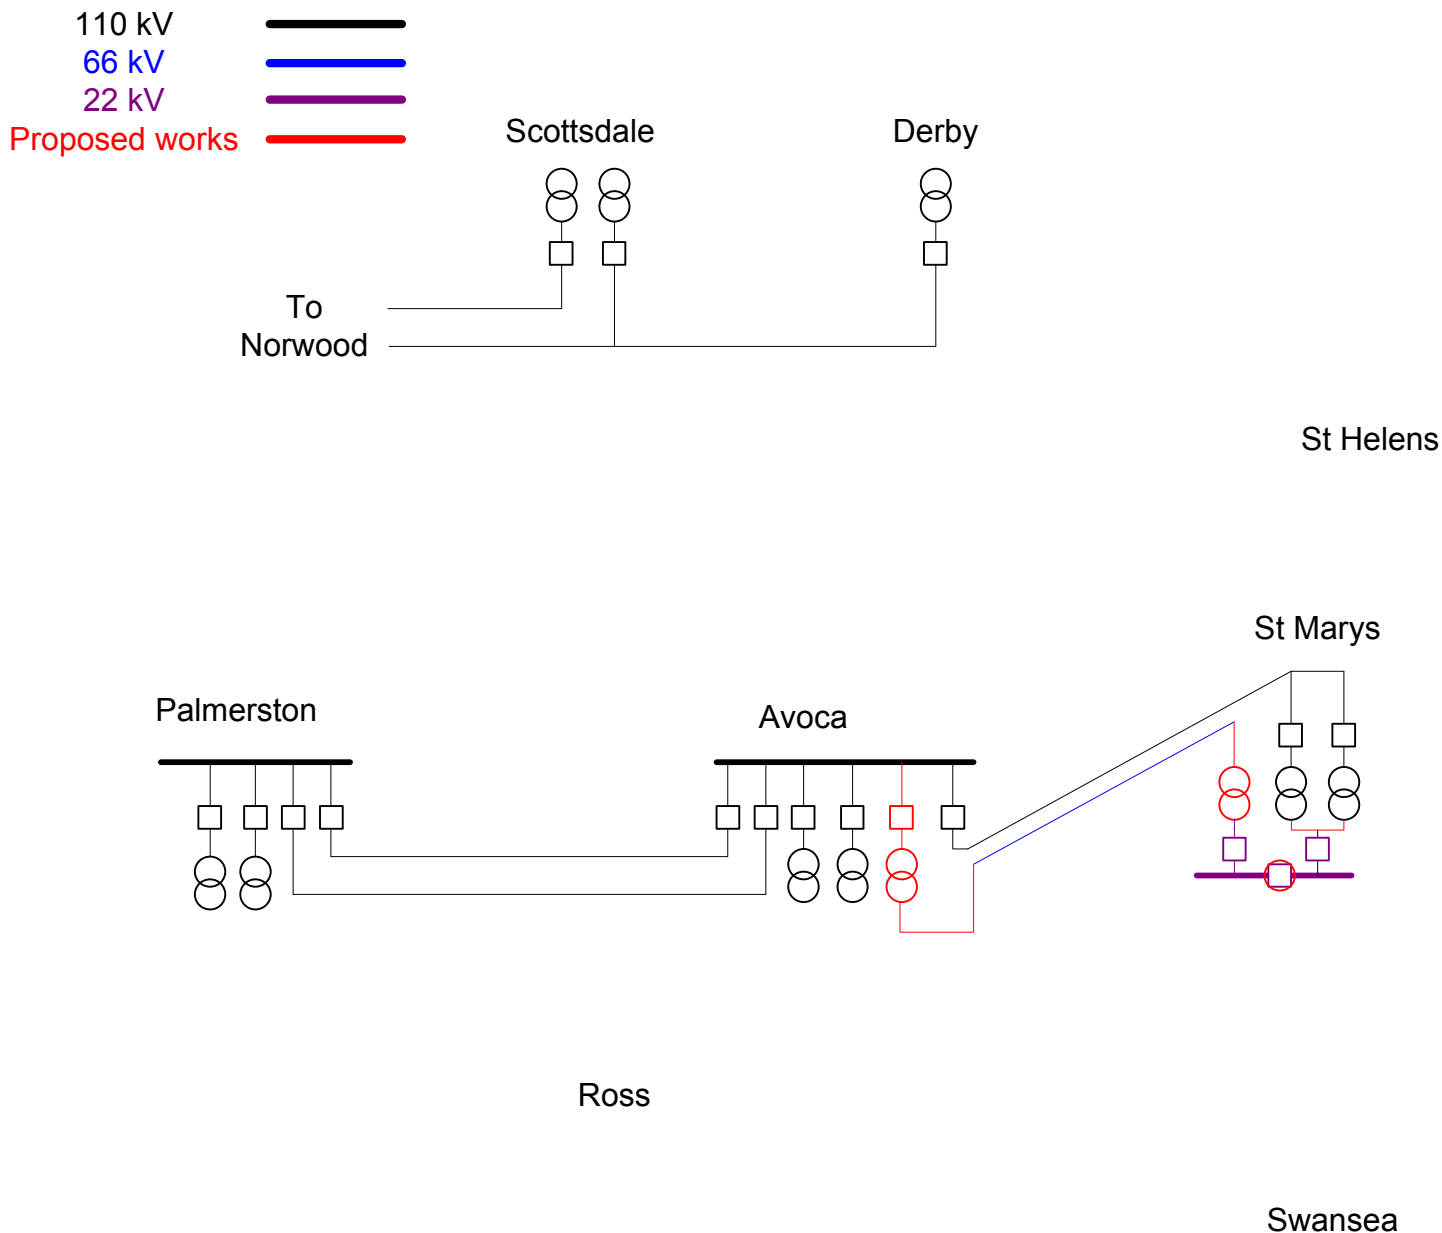 110 kV
66 kV
22 kV
Proposed works
Scottsdale
Derby
To
Norwood
St Helens
St Marys
Palmerston
Avoca
Ross
Swansea